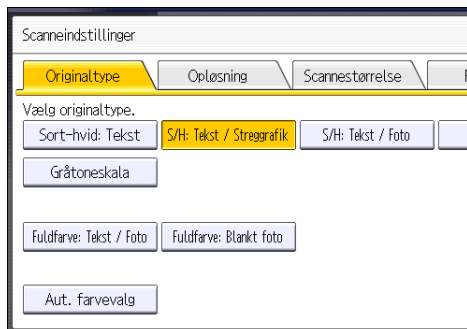 Scanneindstillinger
Originaltype Opløsning Scannestørrelse
Vælg originaltype.
Sort-hvid: Tekst S/H: Tekst / Streggrafik S/H: Tekst / Foto
Gråtoneskala
Fuldfarve: Tekst / Foto Fuldfarve: Blankt foto
Aut. farvevalg